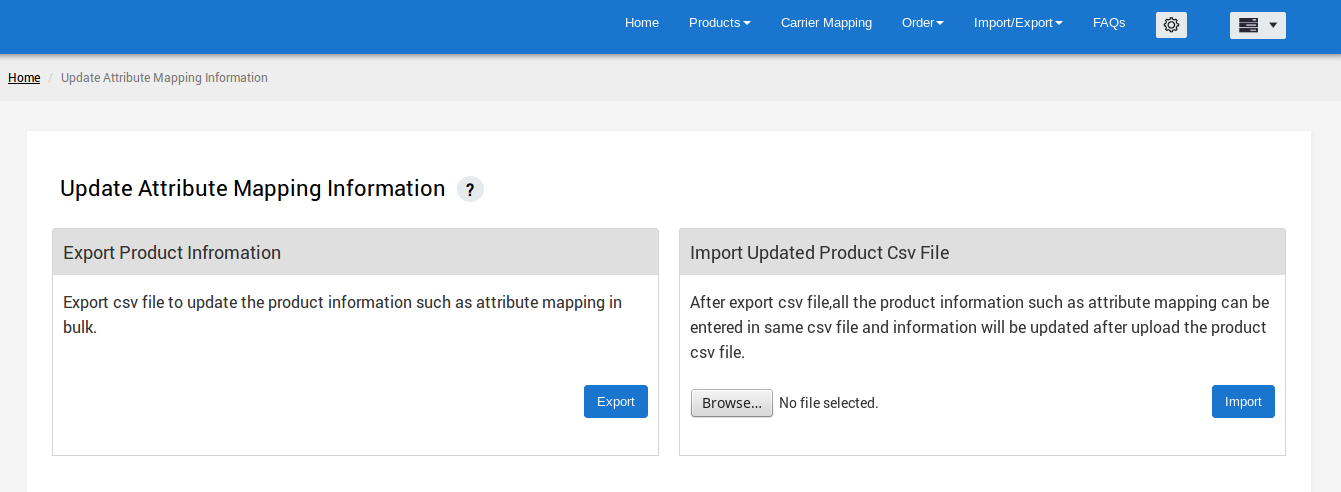 Home Products Carrier Mapping Order Import/Export FAQs
Home / Update Attribute Mapping Information
Update Attribute Mapping Information ?
Export Product Infromation
Export csv file to update the product information such as attribute mapping in
bulk.
Export
Import Updated Product Csv File
After export csv file,all the product information such as attribute mapping can be
entered in same csv file and information will be updated after upload the product
csv file.
Browse... No file selected.
Import